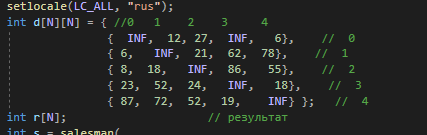 setlocale(LC_ALL, "rus");
int d[N][N] = { //0 1 2 3 4
{ INF, 12, 27, INF, 6}, // 0
{ 6, INF, 21, 62, 78}, // 1
{ 8, 18, INF, 86, 55}, // 2
{ 23, 52, 24, INF, 18}, // 3
{ 87, 72, 52, 19, INF} }; // 4
int r[N]; // результат
int s = salesman(